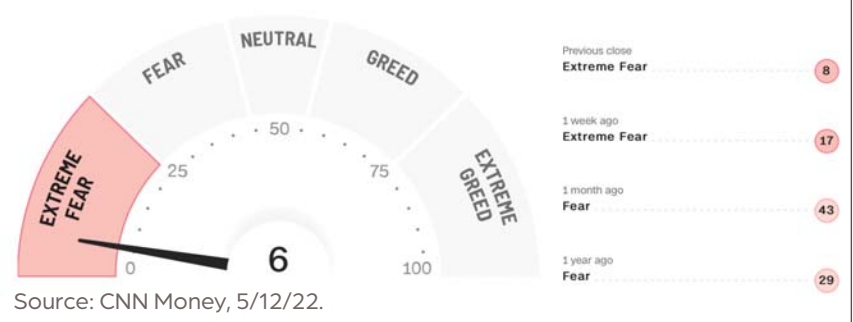 EXTREME
FEAR
FEAR
NEUTRAL
GREED
EXTREME
GREED
0
25
50
75
100
6
Previous close
Extreme Fear
8
1 week ago
Extreme Fear
17
1 month ago
Fear
43
1 year ago
Fear
29
Source: CNN Money, 5/12/22.